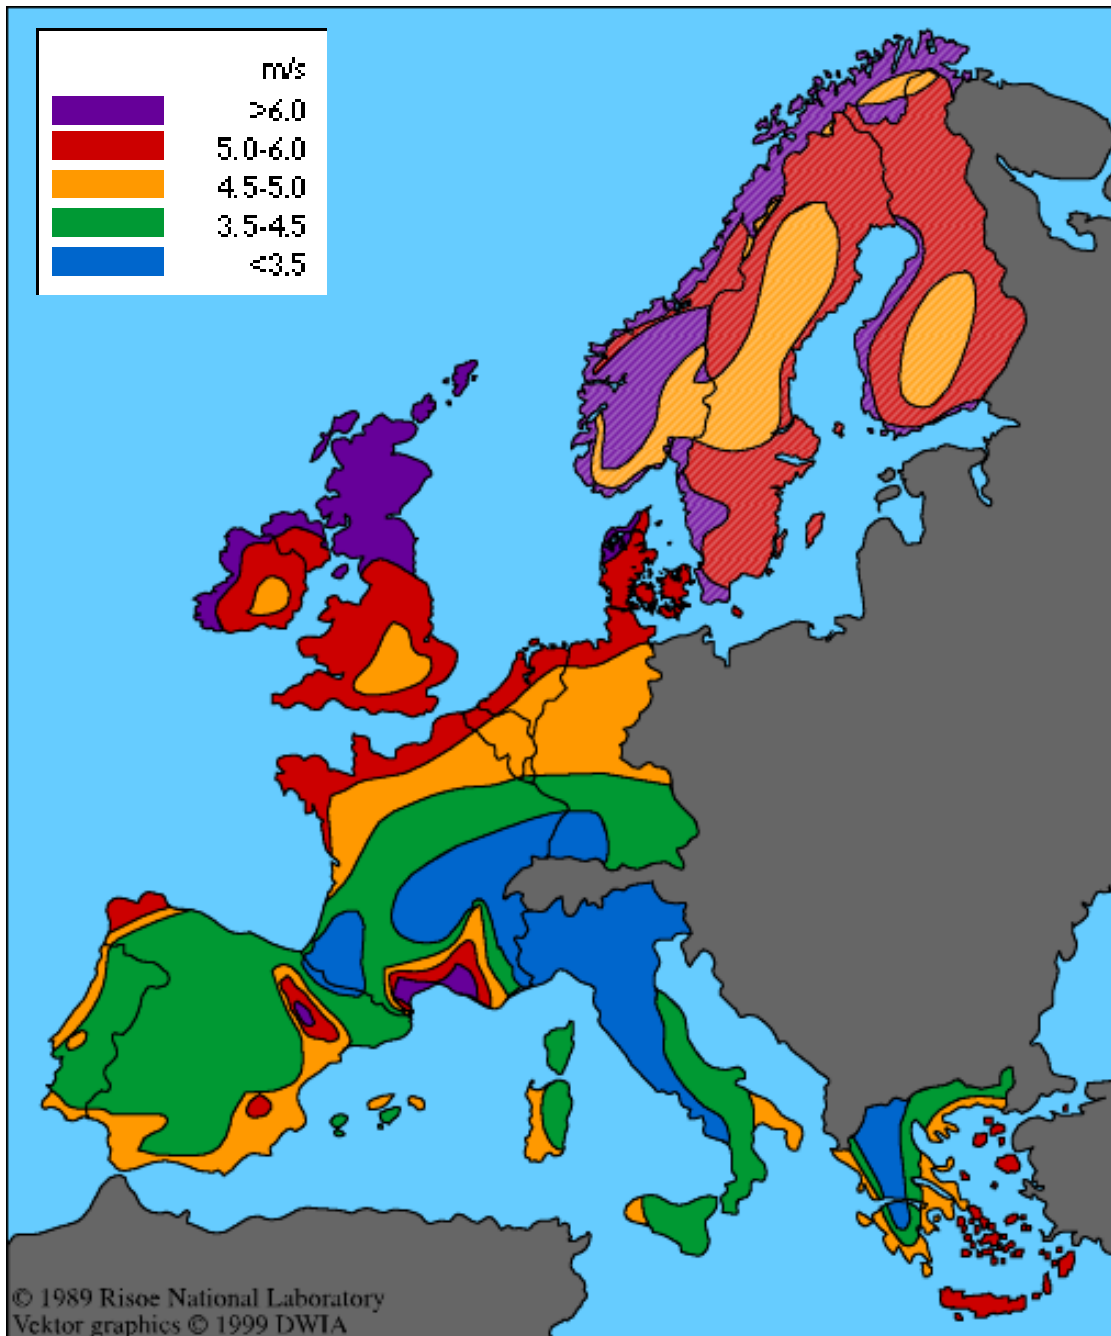 m/s
>6.0
5.0-6.0
4.5-5.0
3.5-4.5
<3.5
© 1989 Risoe National Laboratory
Vektor graphics © 1999 DWIA